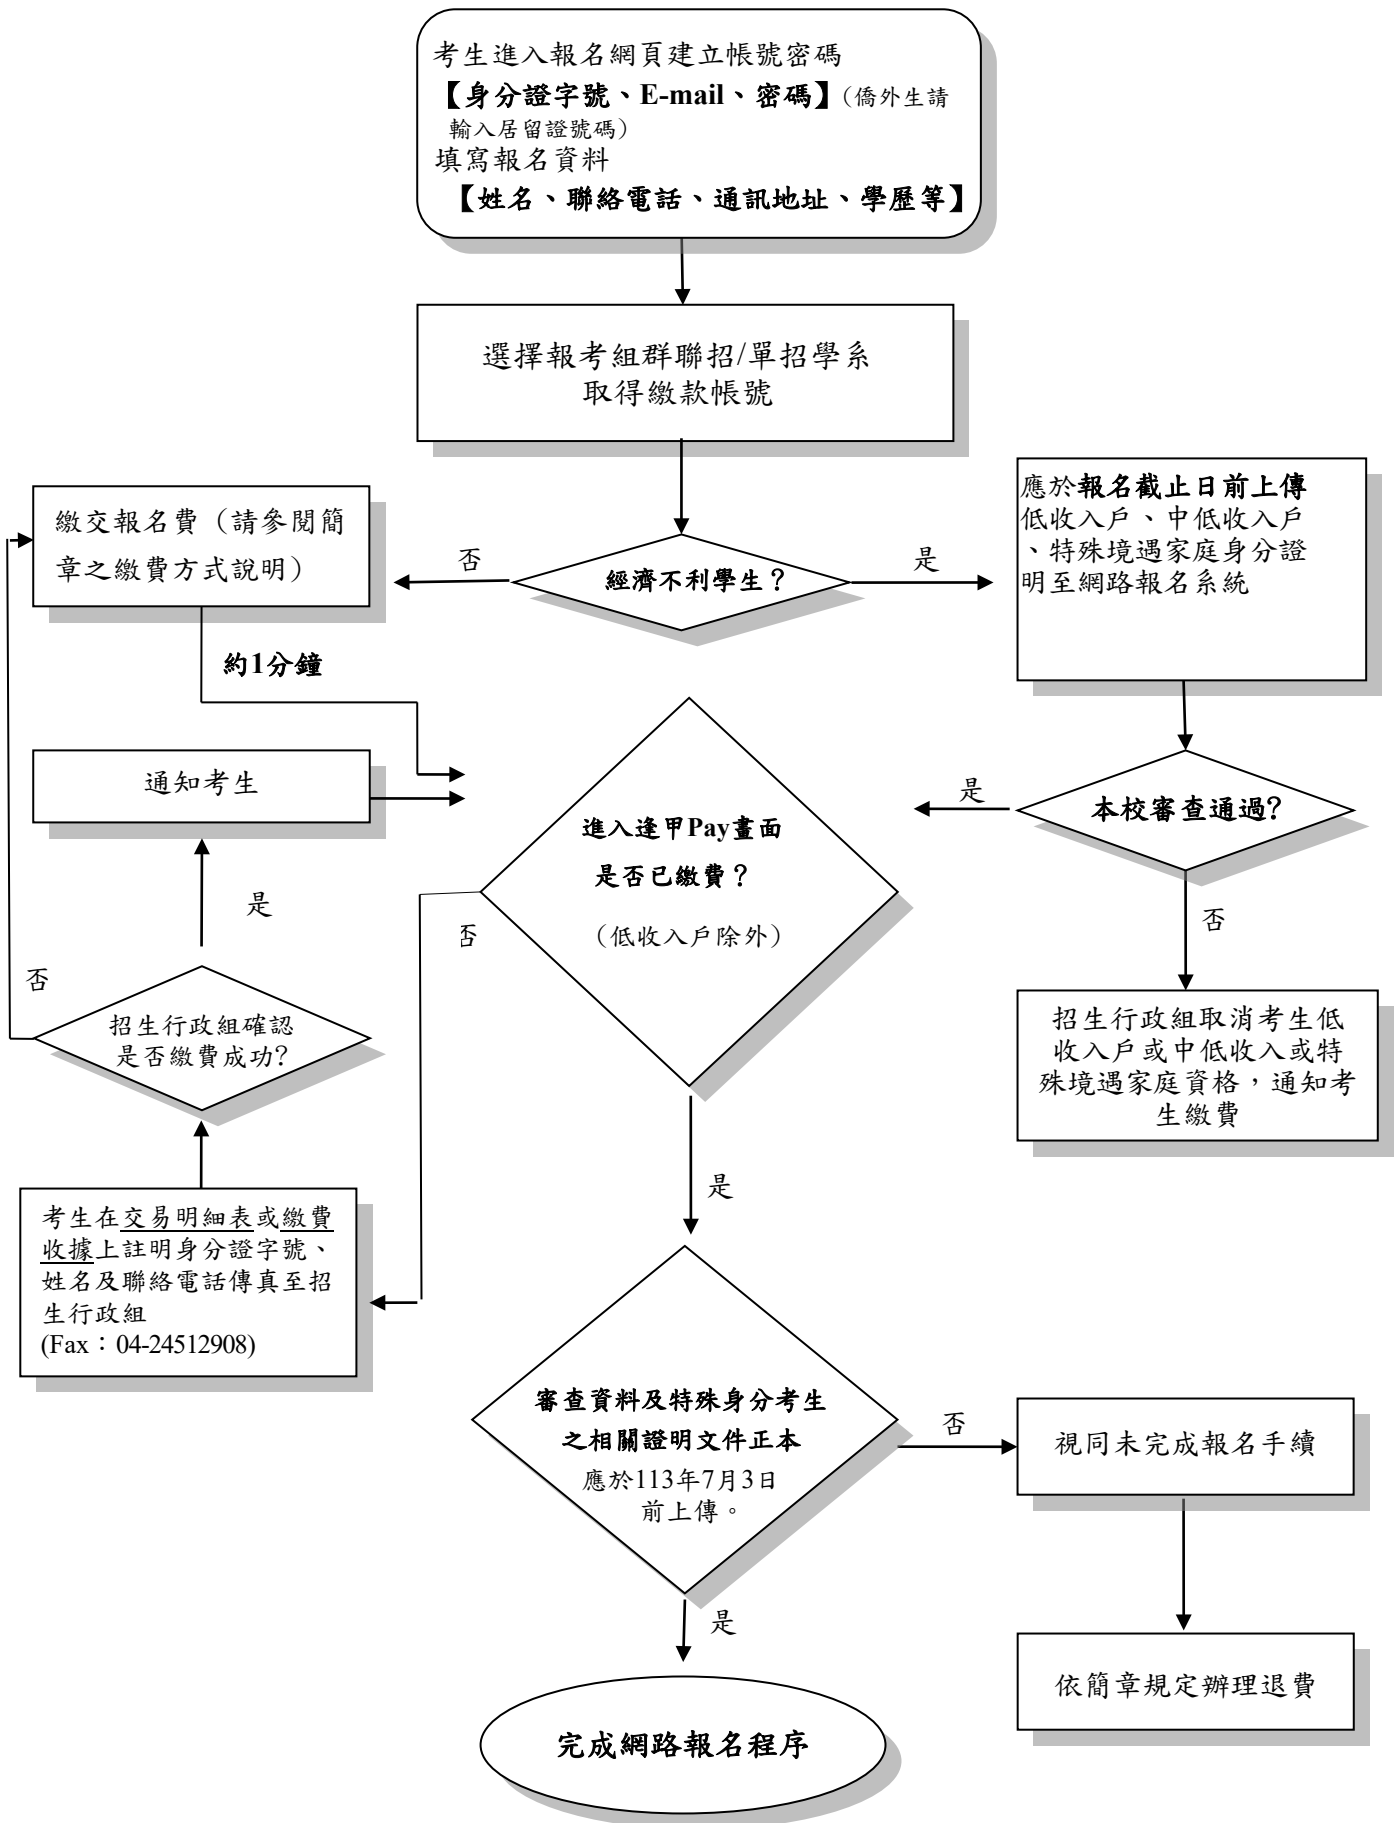 考生進入報名網頁建立帳號密碼
【身分證字號、E-mail、密碼】(僑外生請
輸入居留證號碼)
填寫報名資料
【姓名、聯絡電話、通訊地址、學歷等】
選擇報考組群聯招/單招學系
取得繳款帳號
經濟不利學生？
否
是
繳交報名費（請參閱簡
章之繳費方式說明）
約1分鐘
應於報名截止日前上傳
低收入戶、中低收入戶
、特殊境遇家庭身分證
明至網路報名系統
本校審查通過?
是
否
招生行政組取消考生低
收入戶或中低收入或特
殊境遇家庭資格，通知考
生繳費
通知考生
進入逢甲Pay畫面
是否已繳費？
（低收入戶除外）
否
是
是
否
招生行政組確認
是否繳費成功?
考生在交易明細表或繳費
收據上註明身分證字號、
姓名及聯絡電話傳真至招
生行政組
(Fax：04-24512908)
審查資料及特殊身分考生
之相關證明文件正本
應於113年7月3日
前上傳。
否
是
視同未完成報名手續
依簡章規定辦理退費
完成網路報名程序